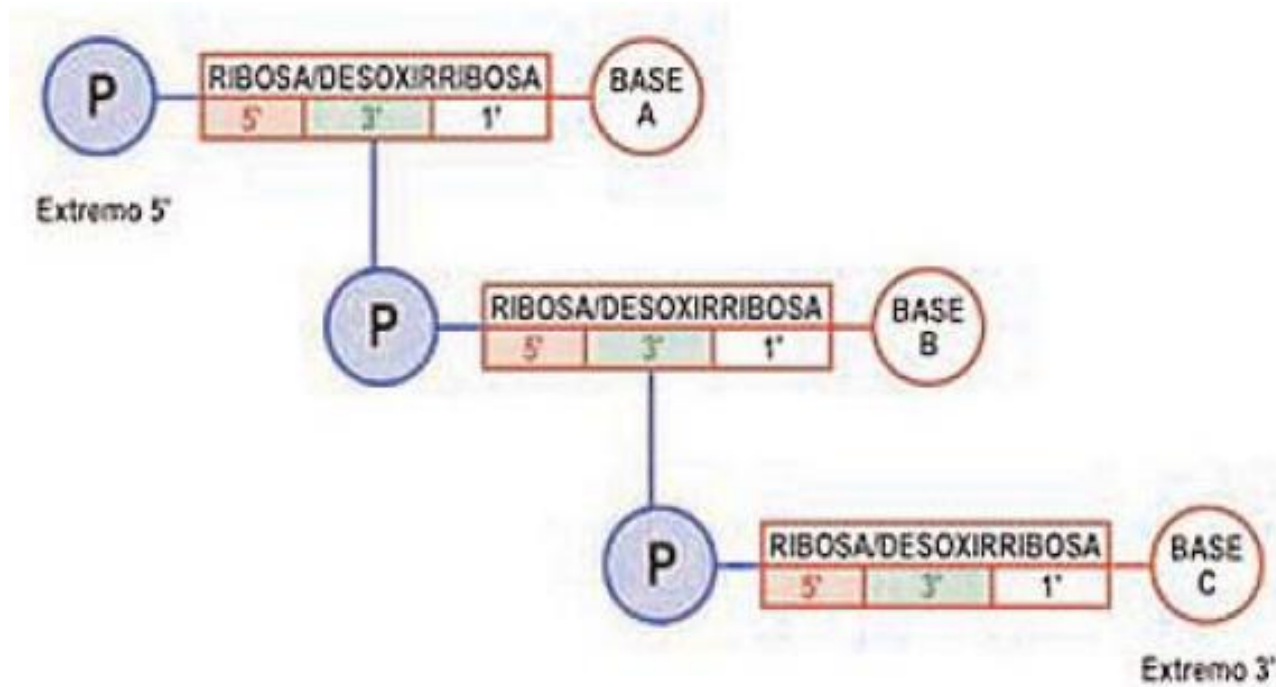 P
RIBOSA/DESOXIRRIBOSA
5' 3' 1'
BASE
A
Extremo 5'
P
RIBOSA/DESOXIRRIBOSA
5' 3' 1'
BASE
B
P
RIBOSA/DESOXIRRIBOSA
5' 3' 1'
BASE
C
Extremo 3'